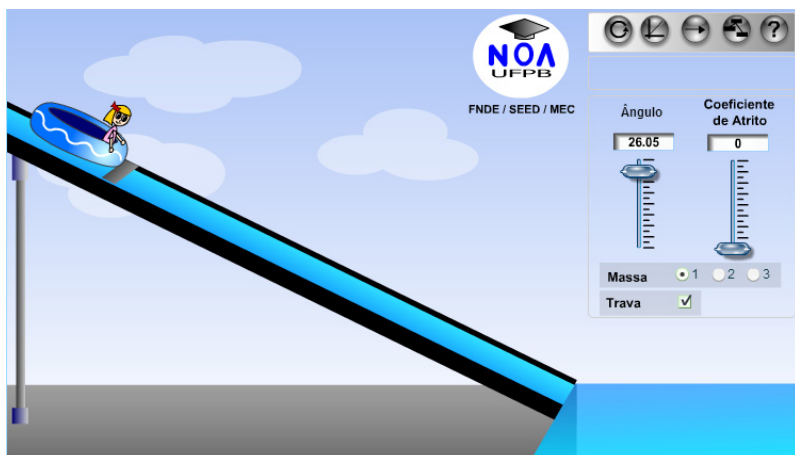 NOA
UFPB
FNDE / SEED / MEC
?
Ângulo
Coeficiente
de Atrito
26.05
0
Massa 1 2 3
Trava